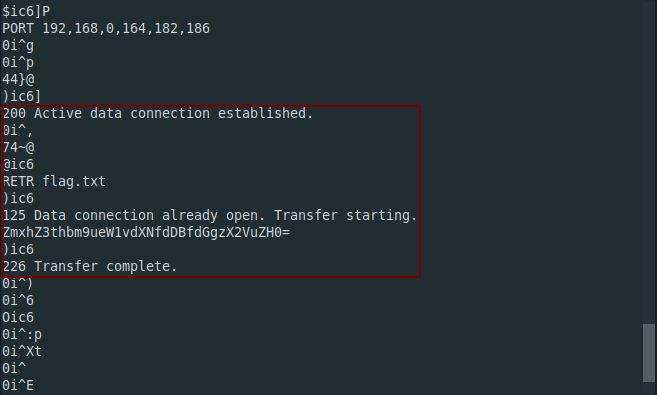 $ic6]P
PORT 192,168,0,164,182,186
0i^g
0i^p
44}@
)ic6]
200 Active data connection established.
0i^,
74~@
@ic6
RETR flag.txt
)ic6
125 Data connection already open. Transfer starting.
ZmxhZ3thbm9ueW1vdXNfdDBfdGgzX2VuZH0=
)ic6
226 Transfer complete.
0i^)
0i^6
Oic6
0i^:p
0i^Xt
0i^
0i^E